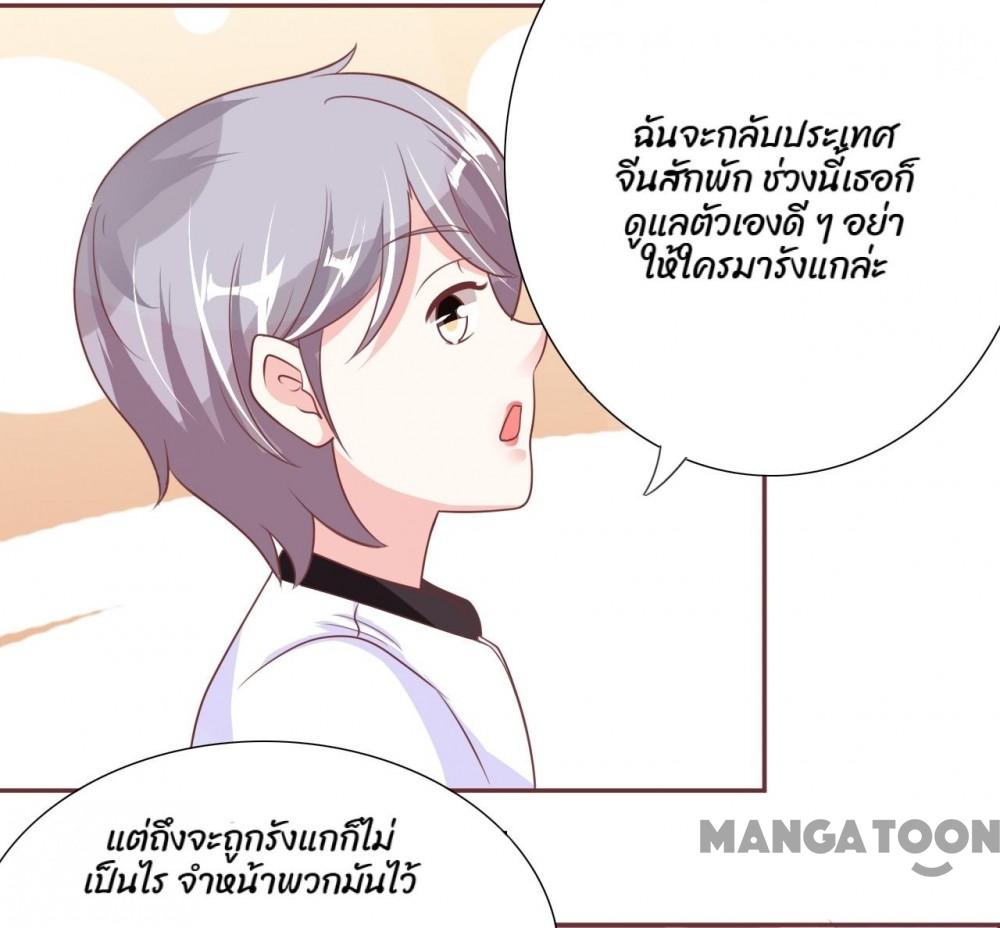 ฉันจะกลับประเทศ
จีนสักพัก ช่วงนี้เธอก็
ดูแลตัวเองดี ๆ อย่า
ให้ใครมารังแกล่ะ
แต่ถึงจะถูกรังแกก็ไม่
เป็นไร จำหน้าพวกมันไว้
MANGA TOON